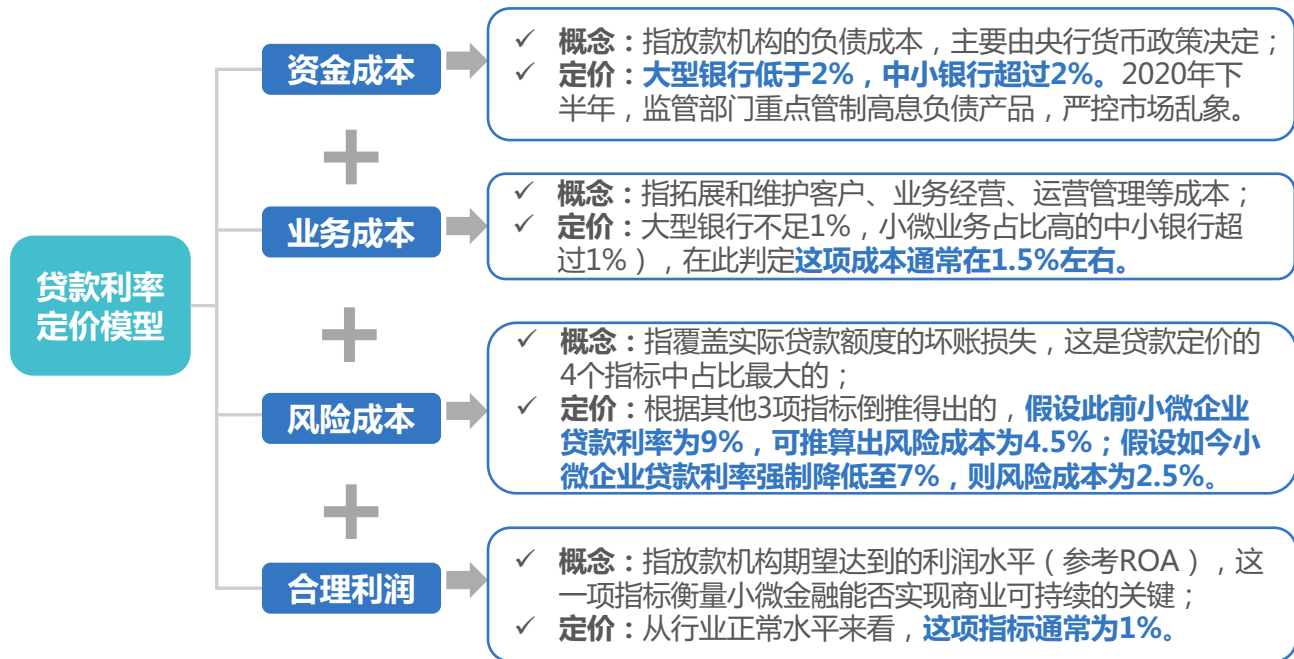 贷款利率
定价模型
资金成本
✓ 概念：指放款机构的负债成本，主要由央行货币政策决定；
✓ 定价：大型银行低于2%，中小银行超过2%。2020年下
半年，监管部门重点管制高息负债产品，严控市场乱象。
+
业务成本
✓ 概念：指拓展和维护客户、业务经营、运营管理等成本；
✓ 定价：大型银行不足1%，小微业务占比高的中小银行超
过1%），在此判定这项成本通常在1.5%左右。
+
风险成本
✓ 概念：指覆盖实际贷款额度的坏账损失，这是贷款定价的
4个指标中占比最大的；
✓ 定价：根据其他3项指标倒推得出的，假设此前小微企业
贷款利率为9%，可推算出风险成本为4.5%；假设如今小
微企业贷款利率强制降低至7%，则风险成本为2.5%。
+
合理利润
✓ 概念：指放款机构期望达到的利润水平（参考ROA），这
一项指标衡量小微金融能否实现商业可持续的关键；
✓ 定价：从行业正常水平来看，这项指标通常为1%。